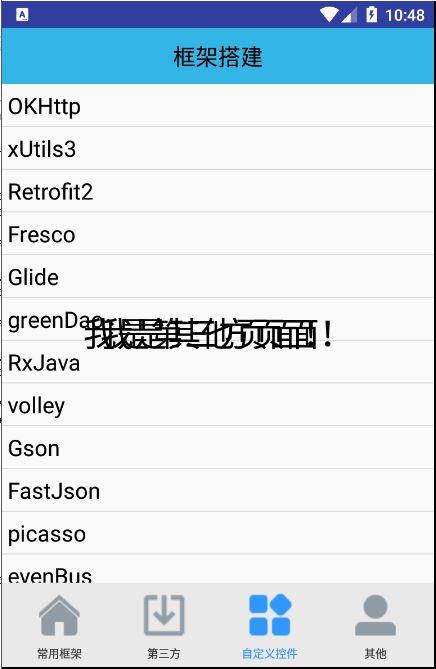 10:48
框架搭建
OKHttp
xUtils3
Retrofit2
Fresco
Glide
greenDao
RxJava
volley
Gson
FastJson
picasso
evenBus
常用框架
第三方
自定义控件
其他